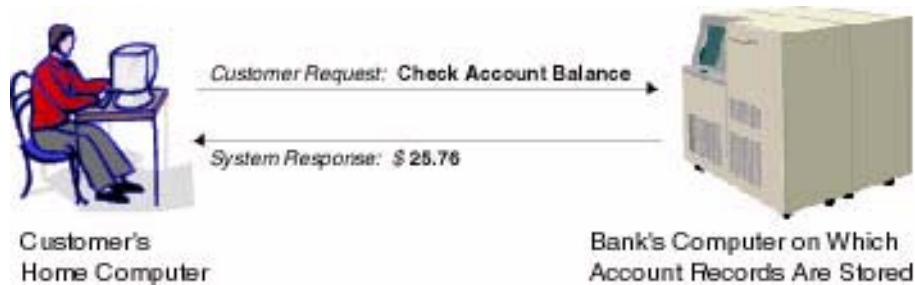 Customer Request: Check Account Balance
System Response: $ 25.76
Customer's
Home Computer
Bank's Computer on Which
Account Records Are Stored